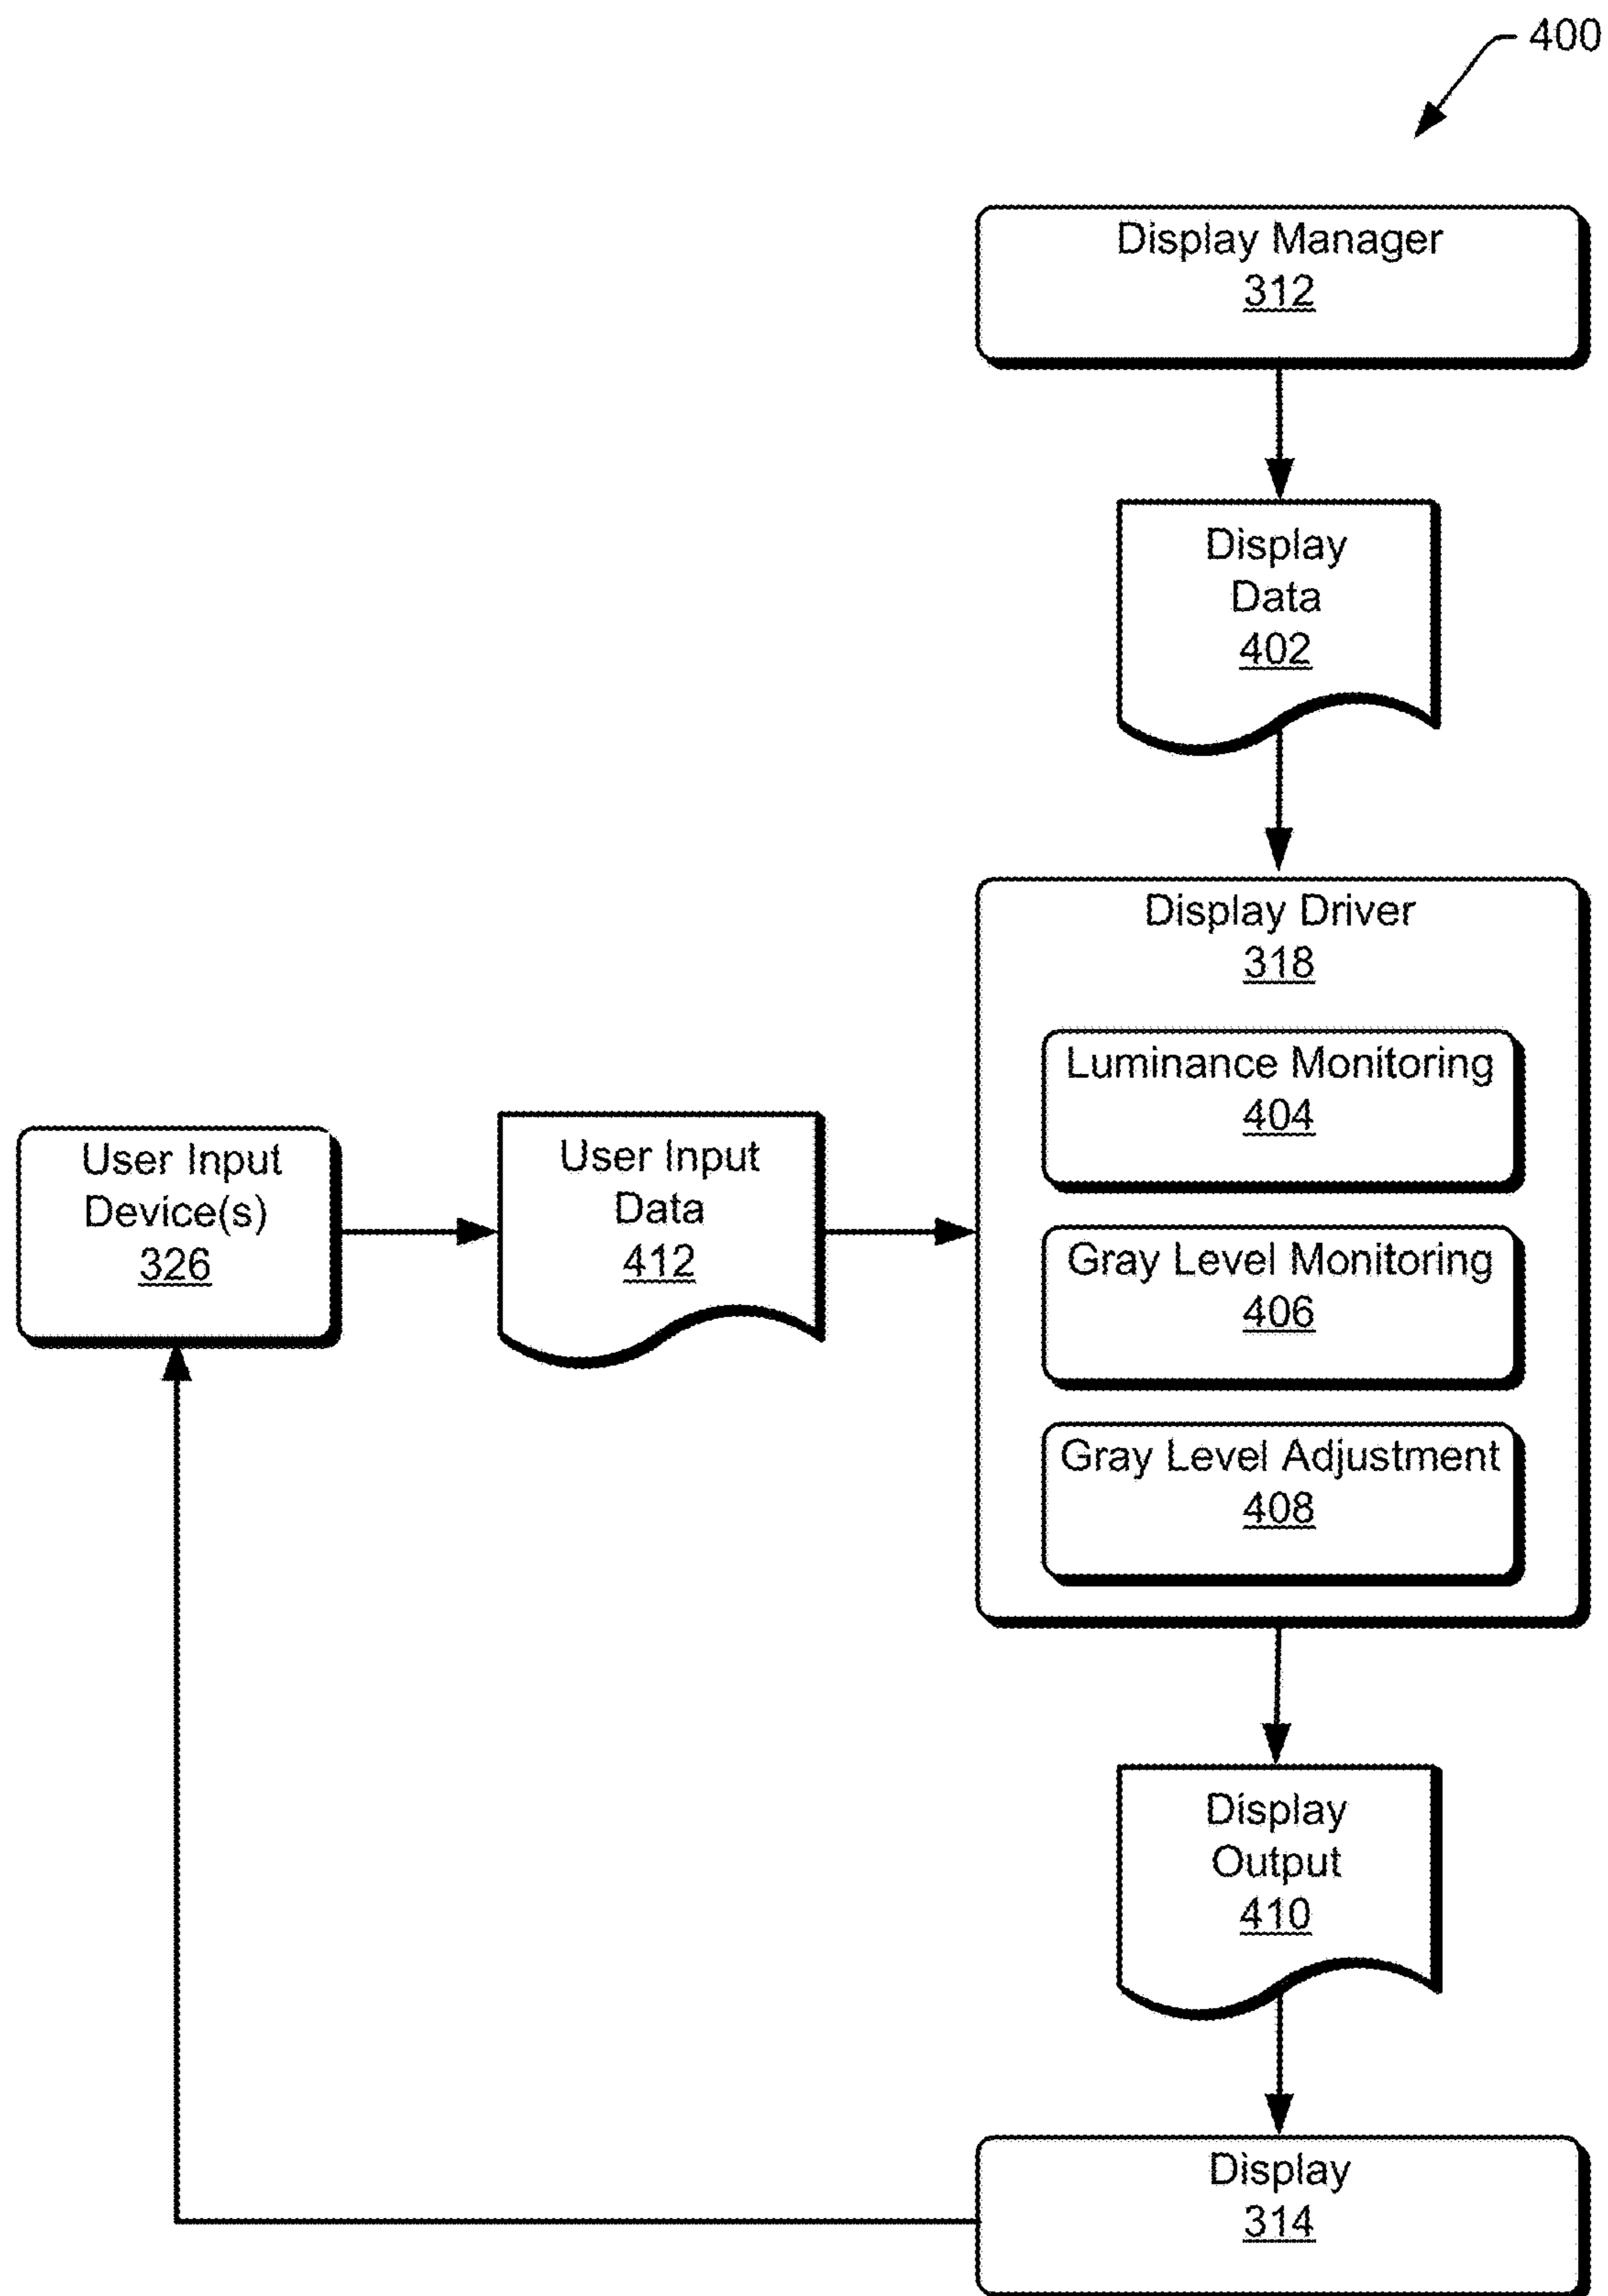 400
Display Manager
312
Display
Data
402
Display Driver
318
Luminance Monitoring
404
Gray Level Monitoring
406
Gray Level Adjustment
408
User Input
Device(s)
326
User Input
Data
412
Display
Output
410
Display
314